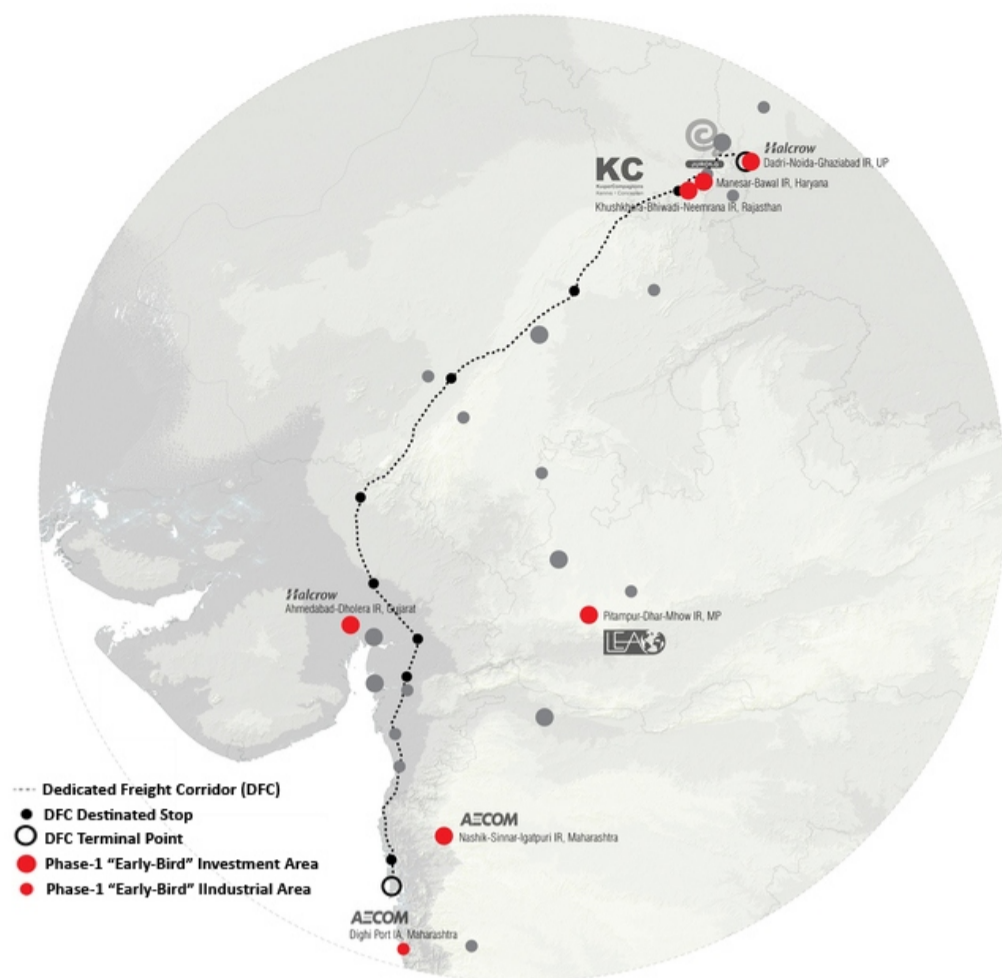 Halcrow
Dadri-Noida-Ghaziabad IR, UP
KC
Manesar-Bawal IR, Haryana
Khushkhera-Bhiwadi-Neemrana IR, Rajasthan
Halcrow
Ahmedabad-Dholera IR, Gujarat
Pitampur-Dhar-Mhow IR, MP
LEA
Dedicated Freight Corridor (DFC)
DFC Destinated Stop
DFC Terminal Point
Phase-1 “Early-Bird” Investment Area
Phase-1 “Early-Bird” IIndustrial Area
AECOM
Nashik-Sinnar-Igatpuri IR, Maharashtra
AECOM
Dighi Port IA, Maharashtra